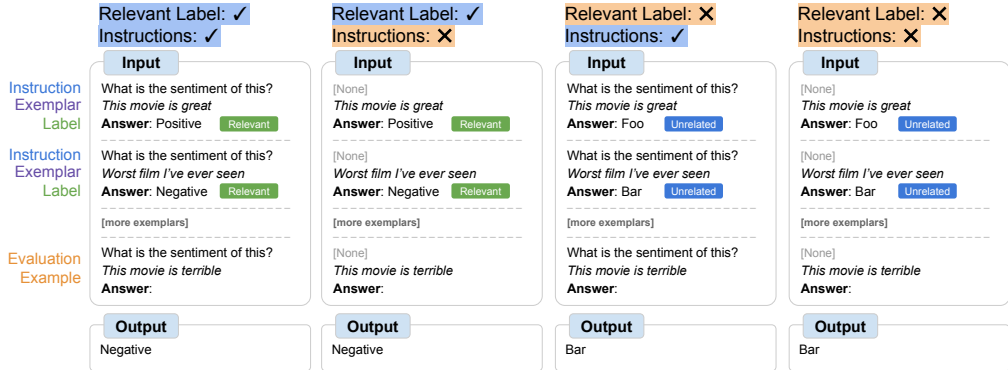 Relevant Label: ✓
Instructions: ✓
Relevant Label: ✓
Instructions: ✕
Relevant Label: ✕
Instructions: ✓
Relevant Label: ✕
Instructions: ✕
Instruction
Exemplar
Label
Instruction
Exemplar
Label
Evaluation
Example
Input
What is the sentiment of this?
This movie is great
Answer: Positive Relevant
What is the sentiment of this?
Worst film I've ever seen
Answer: Negative Relevant
[more exemplars]
What is the sentiment of this?
This movie is terrible
Answer:
Output
Negative
Input
[None]
This movie is great
Answer: Positive Relevant
[None]
Worst film I've ever seen
Answer: Negative Relevant
[more exemplars]
[None]
This movie is terrible
Answer:
Output
Negative
Input
What is the sentiment of this?
This movie is great
Answer: Foo Unrelated
What is the sentiment of this?
Worst film I've ever seen
Answer: Bar Unrelated
[more exemplars]
What is the sentiment of this?
This movie is terrible
Answer:
Output
Bar
Input
[None]
This movie is great
Answer: Foo Unrelated
[None]
Worst film I've ever seen
Answer: Bar Unrelated
[more exemplars]
[None]
This movie is terrible
Answer:
Output
Bar